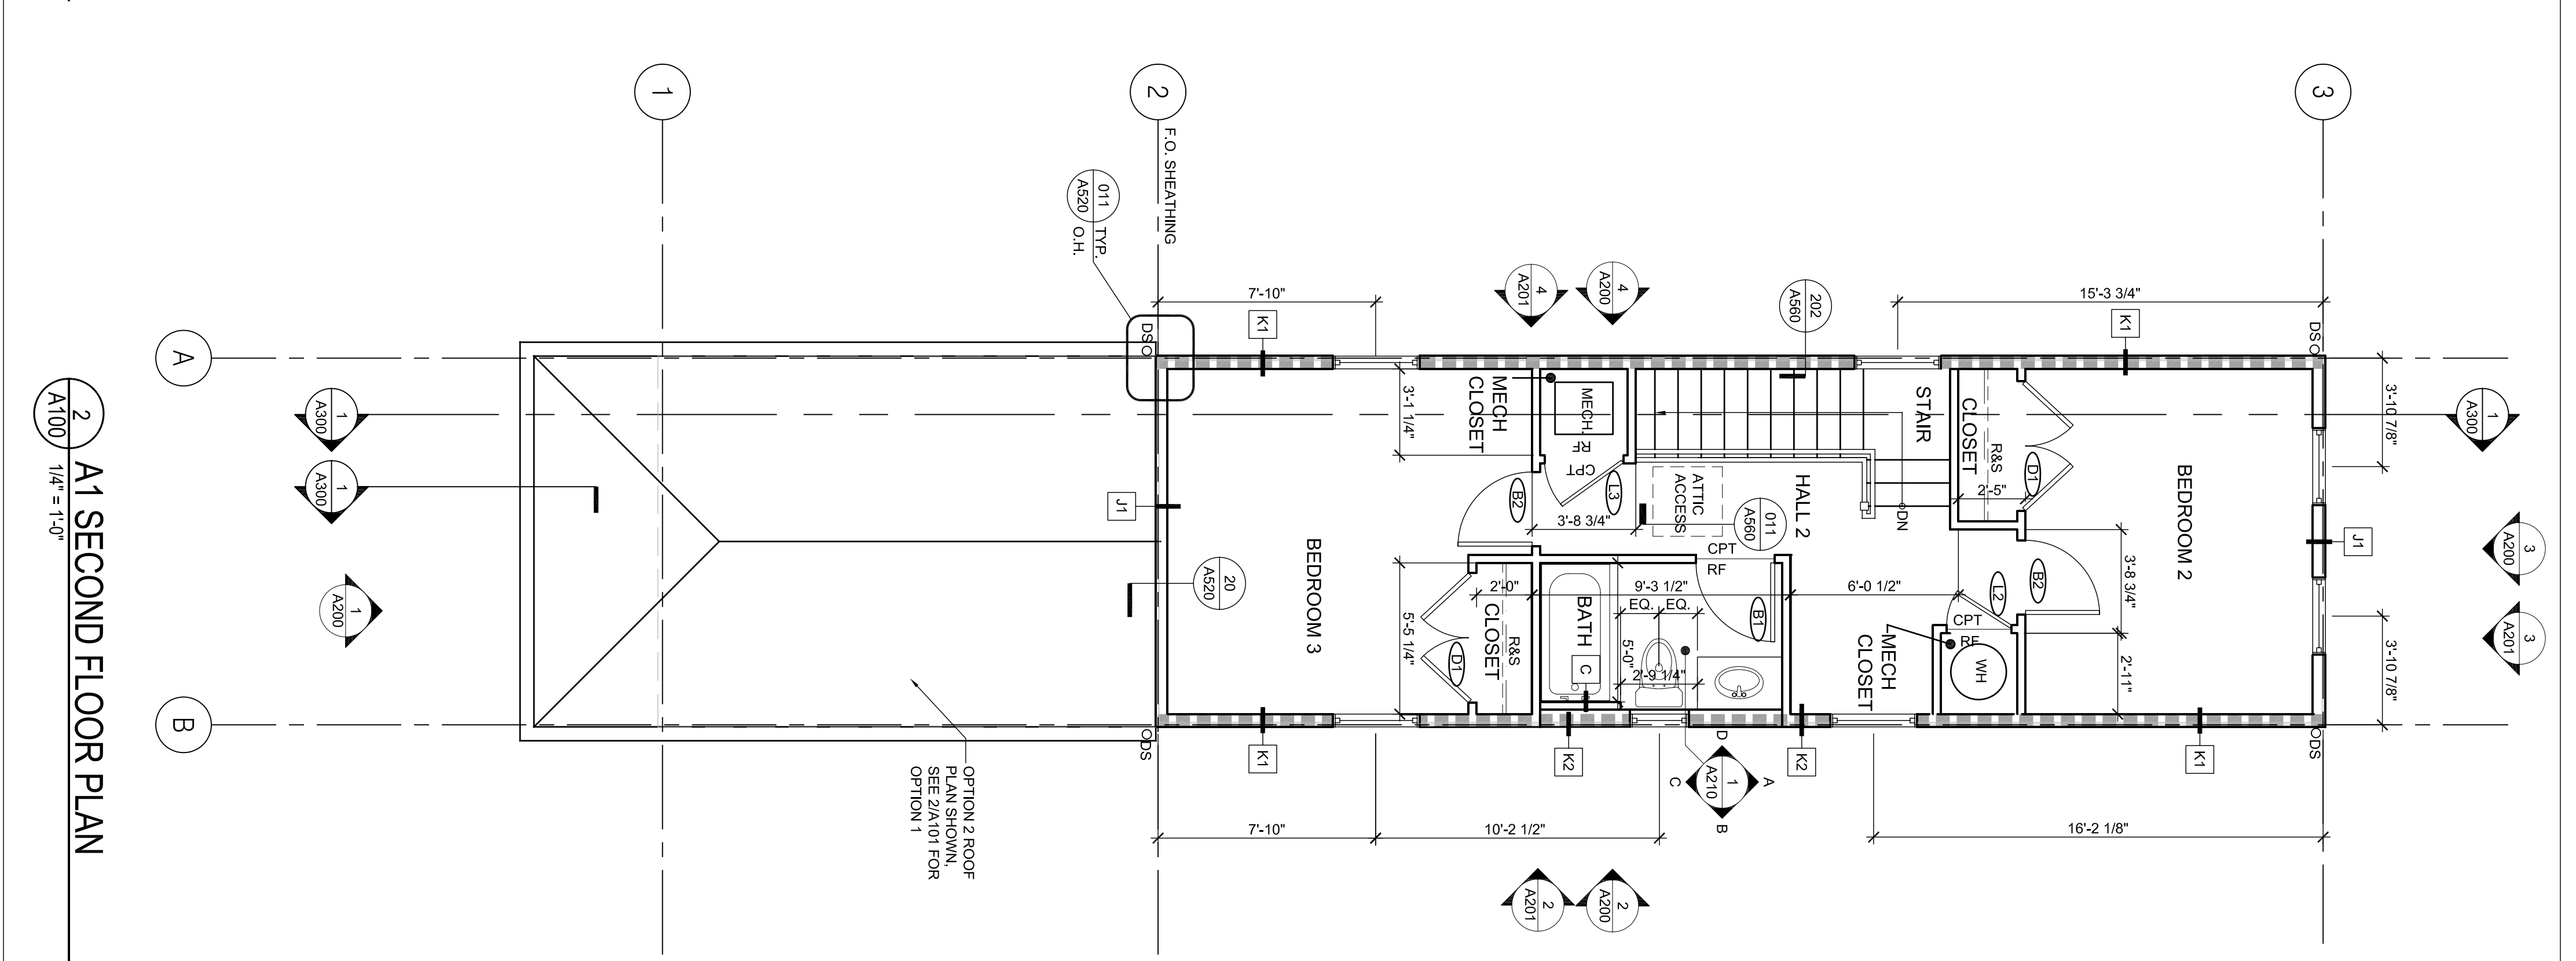 1
2
3
F.O. SHEATHING
011
A520
TYP.
O.H.
4
A201
4
A200
202
A560
7'-10"
15'-3 3/4"
K1
K1
DS
DS
A
3'-10 7/8"
1
A300
1
A300
1
A300
3'-1 1/4"
MECH
CLOSET
MECH.
RF
CPT
STAIR
CLOSET
R&S
D1
2'-5"
BEDROOM 2
L3
ATTIC
ACCESS
HALL 2
DN
B2
3'-8 3/4"
011
A560
CPT
RF
J1
J1
3
A200
3
A201
BEDROOM 3
20
A520
1
A200
2'-0"
9'-3 1/2"
6'-0 1/2"
EQ.
EQ.
B1
L2
B2
3'-8 3/4"
5'-5 1/4"
CLOSET
R&S
D1
BATH
5'-0"
2'-9 1/4"
C
MECH
CLOSET
CPT
RF
WH
2'-11"
3'-10 7/8"
B
DS
DS
K1
K2
K2
K1
D
A
1
A210
C
B
OPTION 2 ROOF
PLAN SHOWN,
SEE 2/A101 FOR
OPTION 1
7'-10"
10'-2 1/2"
16'-2 1/8"
2
A201
2
A200
2
A100
A1 SECOND FLOOR PLAN
1/4" = 1'-0"